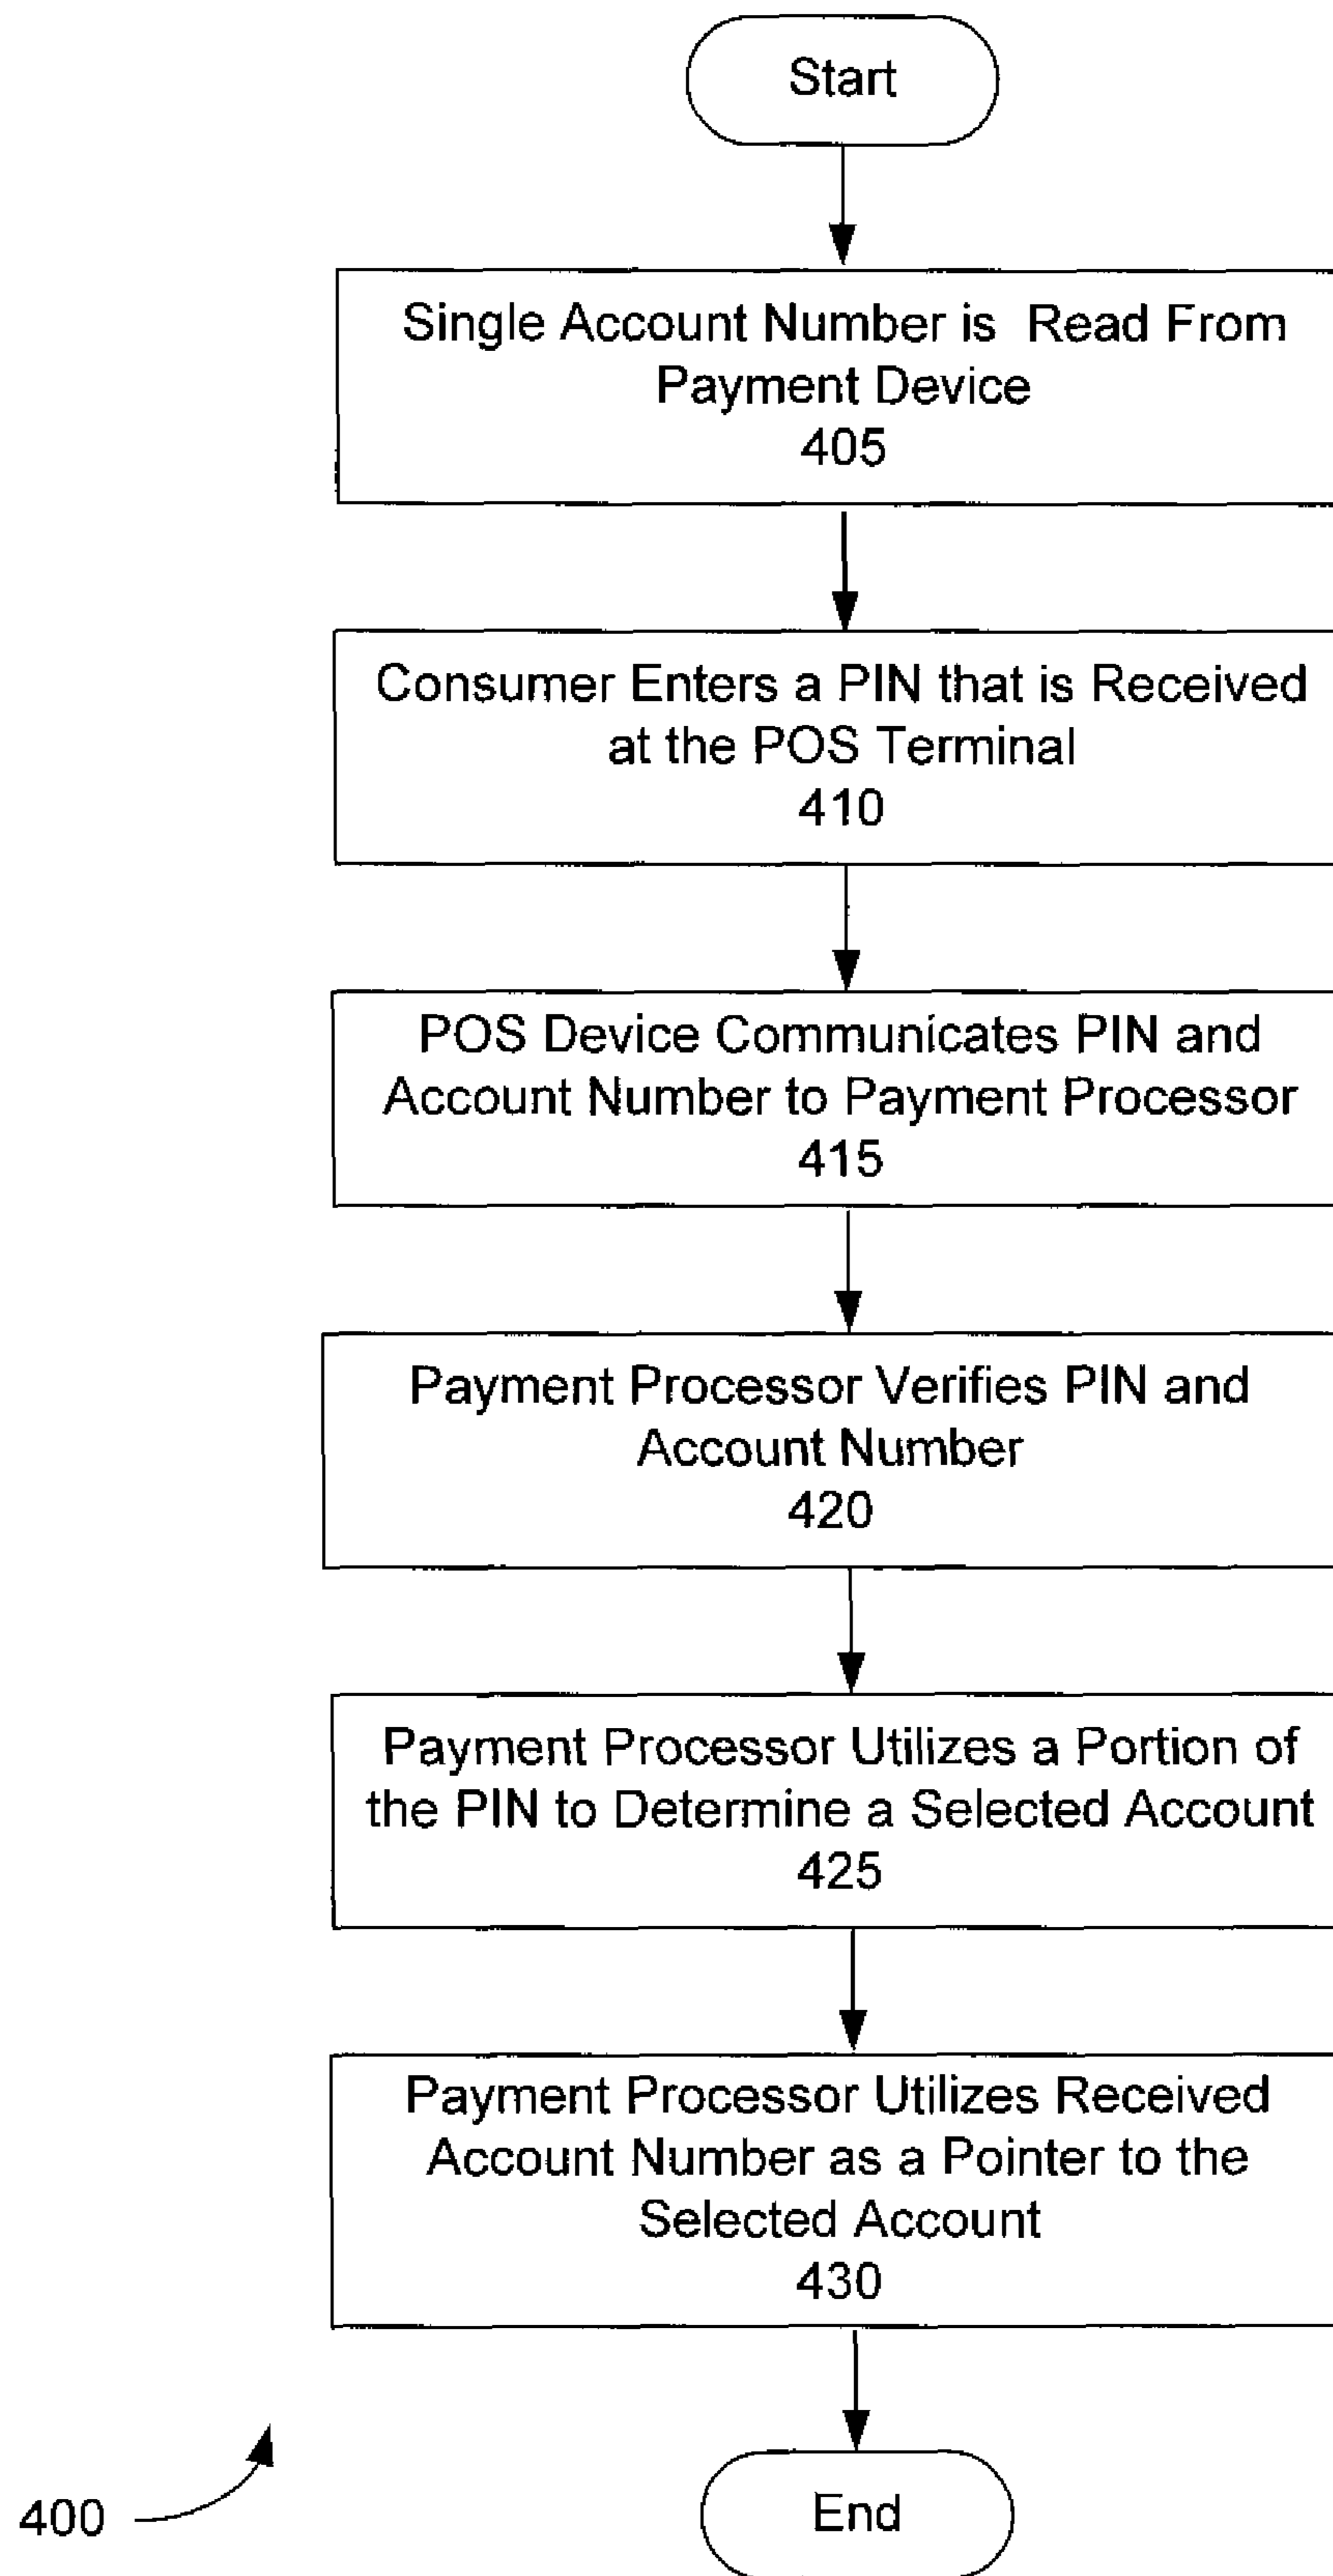 Start
Single Account Number is Read From
Payment Device
405
Consumer Enters a PIN that is Received
at the POS Terminal
410
POS Device Communicates PIN and
Account Number to Payment Processor
415
Payment Processor Verifies PIN and
Account Number
420
Payment Processor Utilizes a Portion of
the PIN to Determine a Selected Account
425
Payment Processor Utilizes Received
Account Number as a Pointer to the
Selected Account
430
End
400